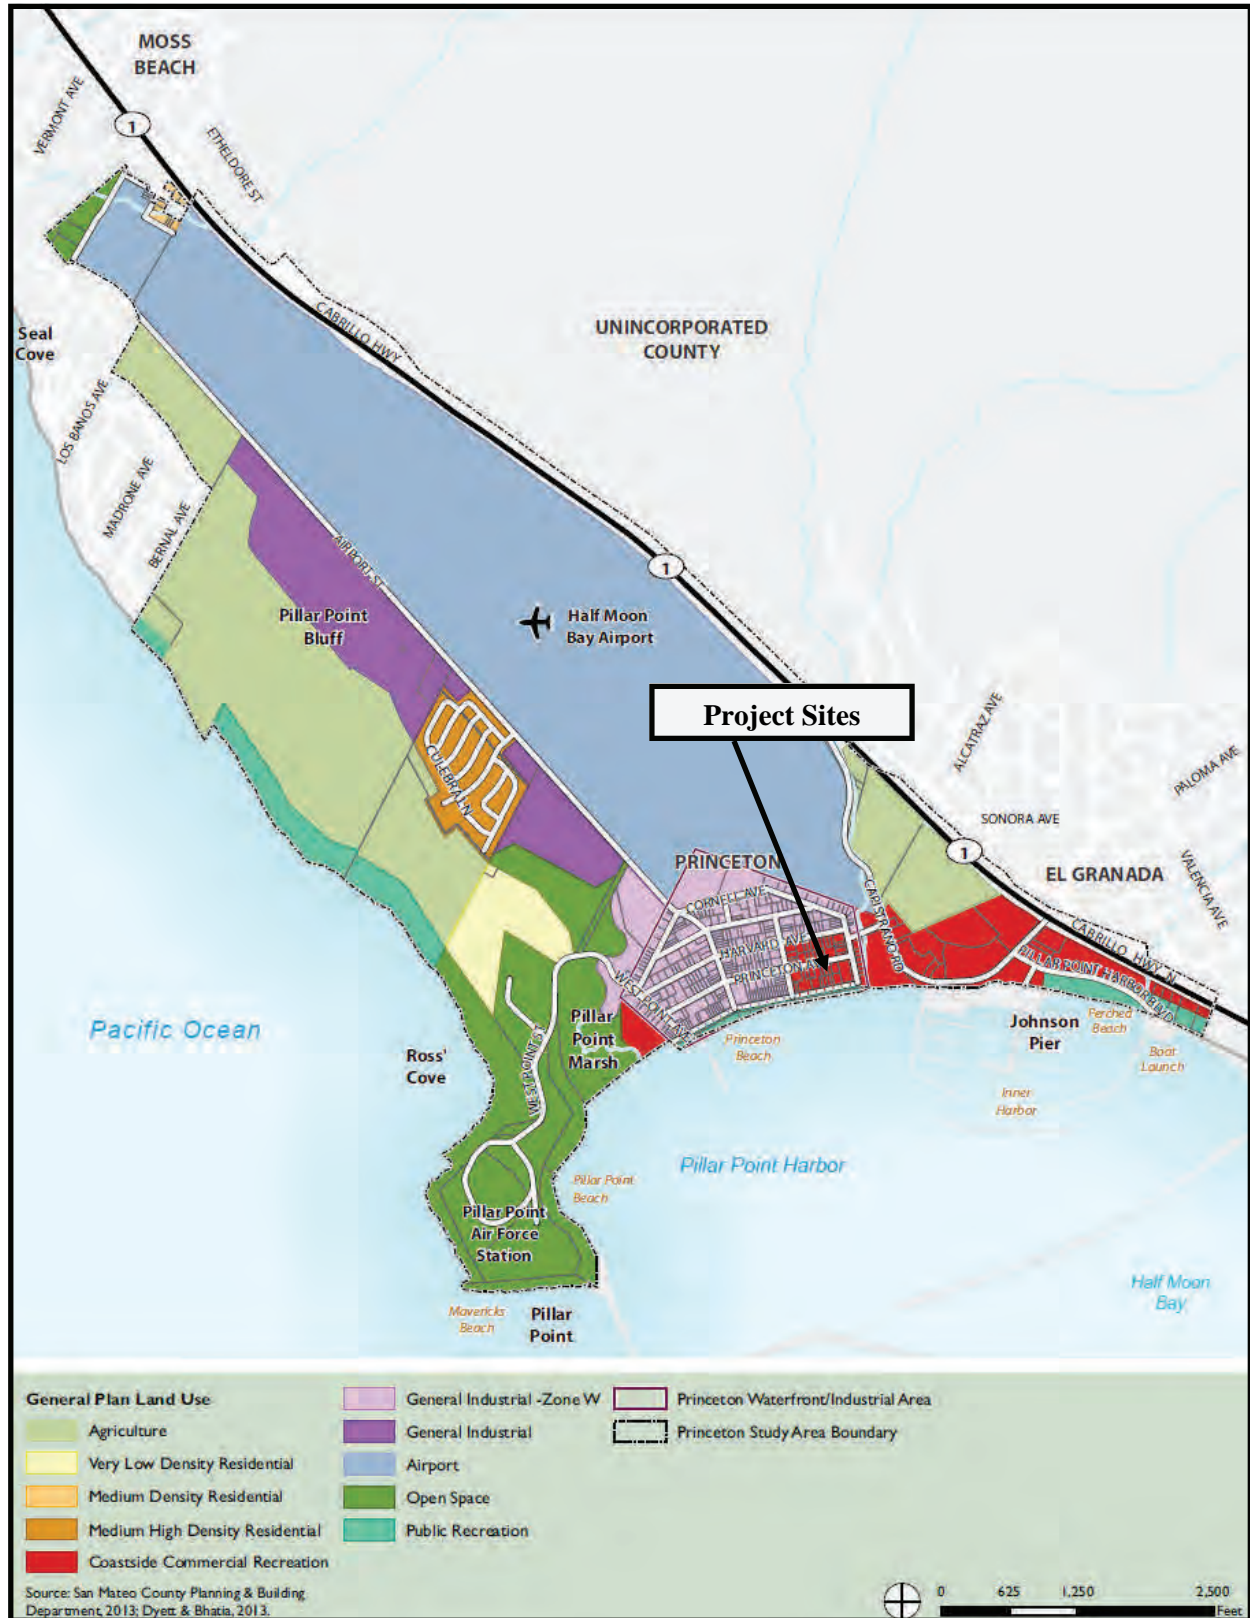 MOSS
BEACH
VERMONT AVE
1
ETHELDORE ST
Seal
Cove
CABRILLO HWY
UNINCORPORATED
COUNTY
LOS BANOS AVE
MADRONE AVE
BERNAL AVE
AIRPORT ST
1
Pillar Point
Bluff
Half Moon
Bay Airport
Project Sites
ALCATRAZ AVE
PALOMA AVE
CULEBRA LN
SONORA AVE
1
PRINCETON
EL GRANADA
VALENCIA AVE
CORNELL AVE
CAPISTRANO RD
HARVARD AVE
PRINCETON AVE
CABRILLO HWY N
PILLAR POINT HARBOR BLVD
WEST POINT AVE
Pacific Ocean
Pillar
Point
Marsh
Ross'
Cove
WEST POINT ST
Princeton
Beach
Johnson
Pier
Perched
Beach
Boat
Launch
Inner
Harbor
Pillar Point Harbor
Pillar Point
Beach
Pillar Point
Air Force
Station
Half Moon
Bay
Mavericks
Beach
Pillar
Point
General Plan Land Use
Agriculture
Very Low Density Residential
Medium Density Residential
Medium High Density Residential
Coastside Commercial Recreation
General Industrial -Zone W
General Industrial
Airport
Open Space
Public Recreation
Princeton Waterfront/Industrial Area
Princeton Study Area Boundary
Source: San Mateo County Planning & Building
Department, 2013; Dyett & Bhatia, 2013.
0 625 1,250 2,500
Feet